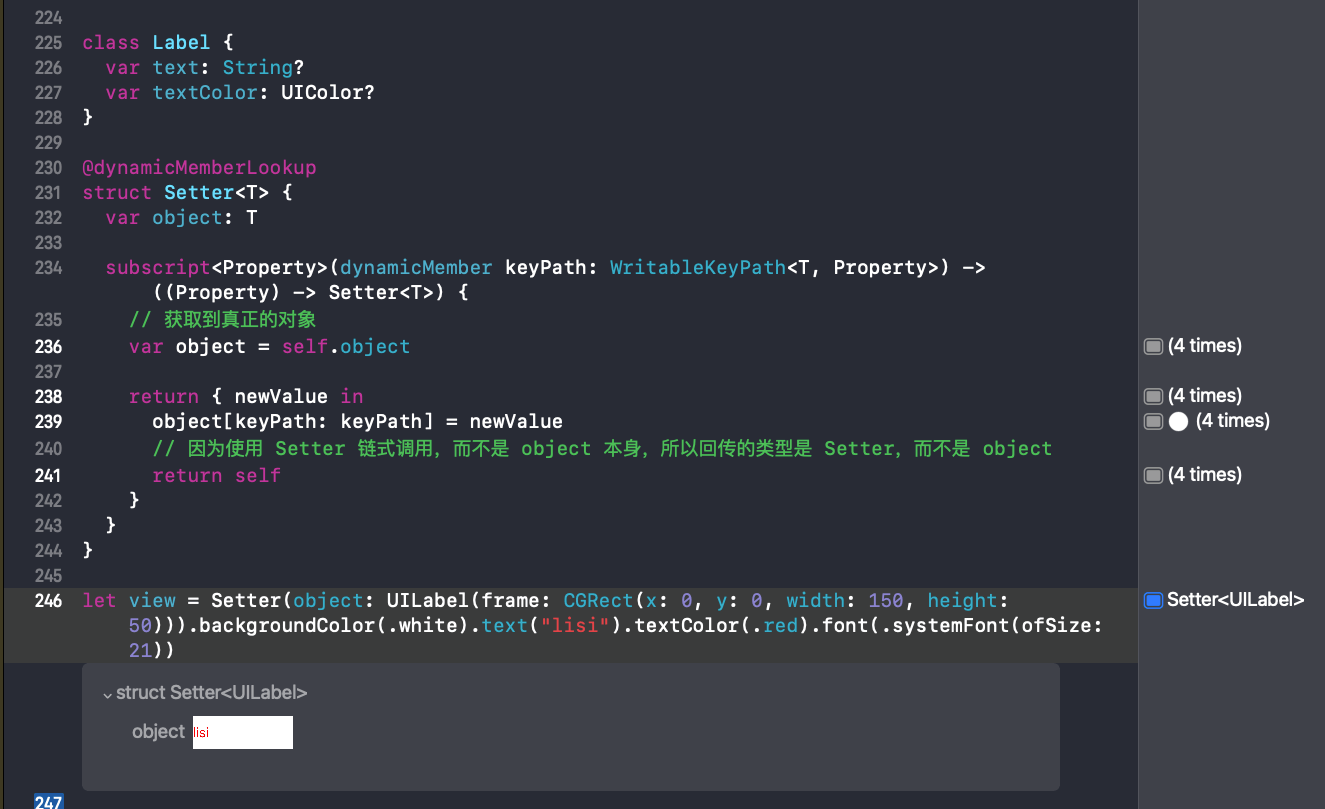 224
225 class Label {
226 var text: String?
227 var textColor: UIColor?
228 }
229
230 @dynamicMemberLookup
231 struct Setter<T> {
232 var object: T
233
234 subscript<Property>(dynamicMember keyPath: WritableKeyPath<T, Property>) ->
((Property) -> Setter<T>) {
235 // 获取到真正的对象
236 var object = self.object (4 times)
237
238 return { newValue in (4 times)
239 object[keyPath: keyPath] = newValue (4 times)
240 // 因为使用 Setter 链式调用，而不是 object 本身，所以回传的类型是 Setter，而不是 object
241 return self (4 times)
242 }
243 }
244 }
245
246 let view = Setter(object: UILabel(frame: CGRect(x: 0, y: 0, width: 150, height: Setter<UILabel>
50))).backgroundColor(.white).text("lisi").textColor(.red).font(.systemFont(ofSize:
21))
struct Setter<UILabel>
object lisi
247